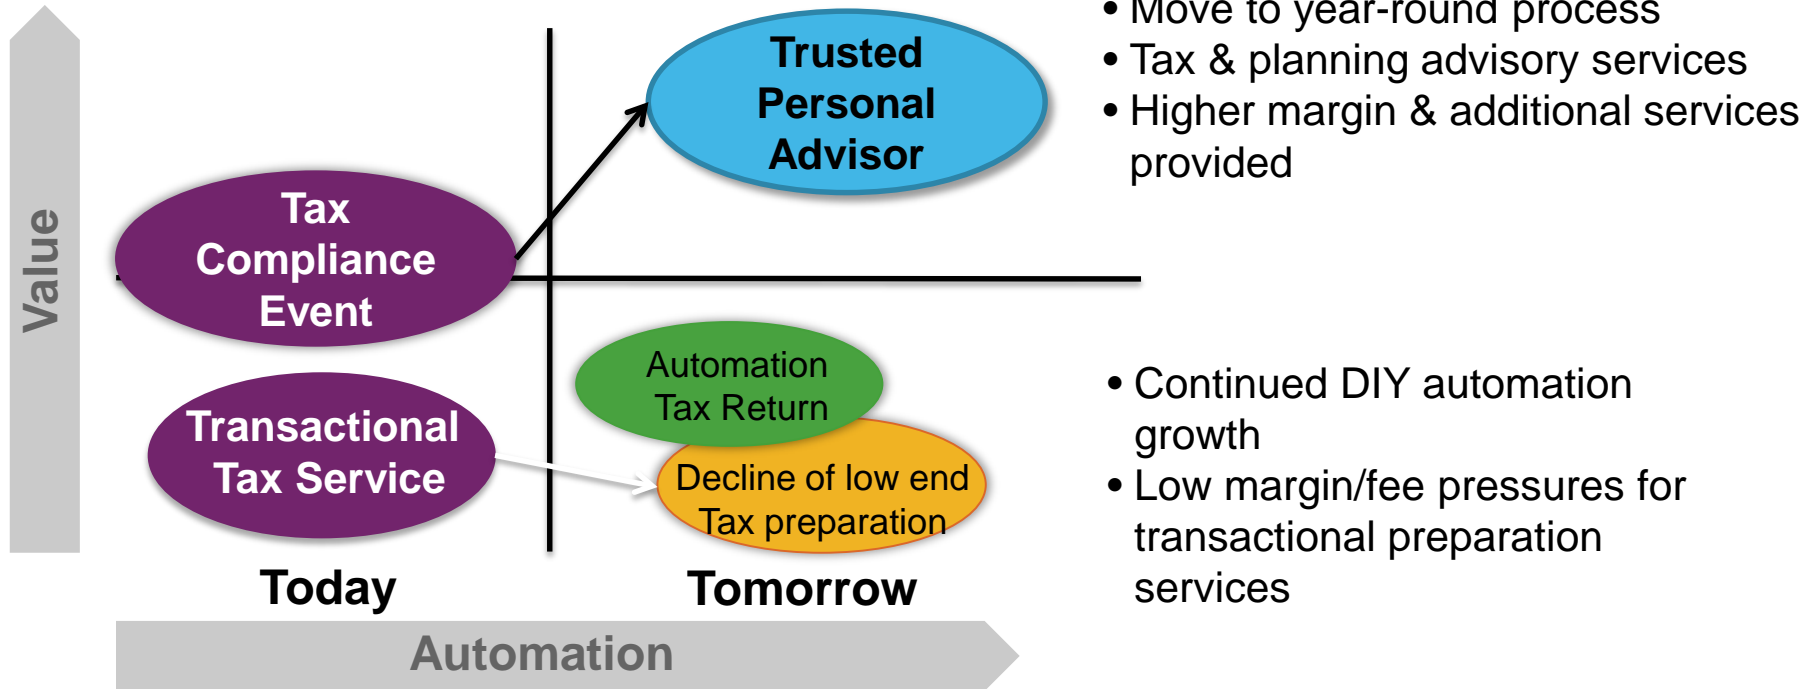 Value
Trusted
Personal
Advisor
• Move to year-round process
• Tax & planning advisory services
• Higher margin & additional services
provided
Tax
Compliance
Event
Automation
Tax Return
Transactional
Tax Service
Decline of low end
Tax preparation
• Continued DIY automation
growth
• Low margin/fee pressures for
transactional preparation
services
Today
Tomorrow
Automation